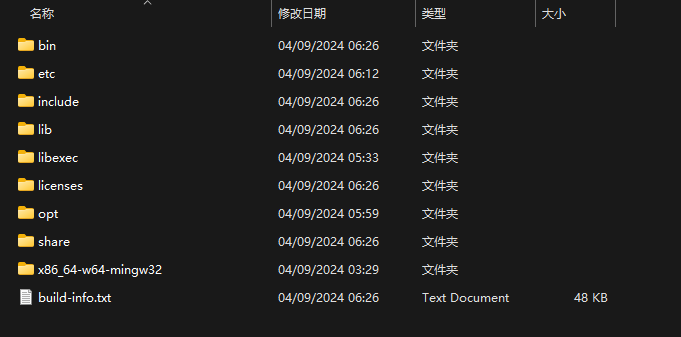 名称 修改日期 类型 大小
bin 04/09/2024 06:26 文件夹
etc 04/09/2024 06:12 文件夹
include 04/09/2024 06:26 文件夹
lib 04/09/2024 06:26 文件夹
libexec 04/09/2024 05:33 文件夹
licenses 04/09/2024 06:26 文件夹
opt 04/09/2024 05:59 文件夹
share 04/09/2024 06:26 文件夹
x86_64-w64-mingw32 04/09/2024 03:29 文件夹
build-info.txt 04/09/2024 06:26 Text Document 48 KB